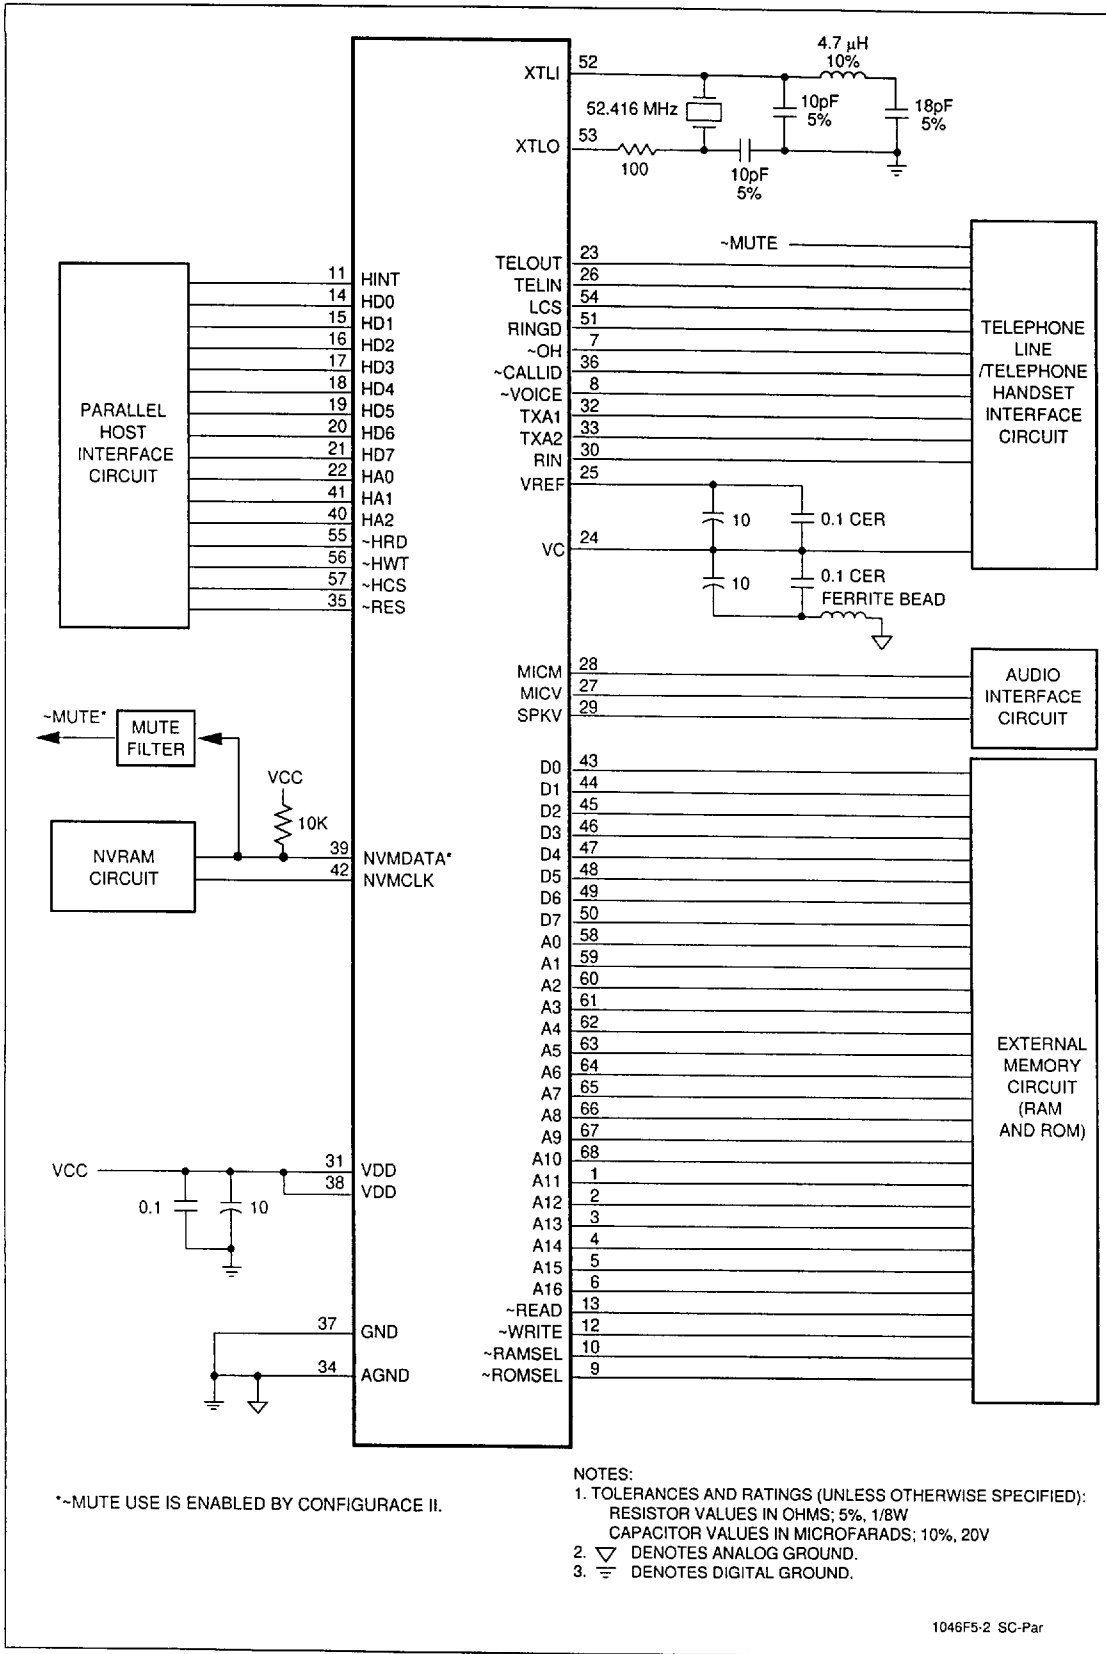 4.7 µH
10%
XTLI 52
52.416 MHz
10pF
5%
18pF
5%
XTLO 53
100
10pF
5%
PARALLEL
HOST
INTERFACE
CIRCUIT
11 HINT
14 HD0
15 HD1
16 HD2
17 HD3
18 HD4
19 HD5
20 HD6
21 HD7
22 HA0
41 HA1
40 HA2
55 ~HRD
56 ~HWT
57 ~HCS
35 ~RES
~MUTE
TELOUT 23
TELIN 26
LCS 54
RINGD 51
~OH 7
~CALLID 36
~VOICE 8
TXA1 32
TXA2 33
RIN 30
VREF 25
10
0.1 CER
VC 24
10
0.1 CER
FERRITE BEAD
TELEPHONE
LINE
/TELEPHONE
HANDSET
INTERFACE
CIRCUIT
MICM 28
MICV 27
SPKV 29
AUDIO
INTERFACE
CIRCUIT
~MUTE*
MUTE
FILTER
VCC
10K
NVRAM
CIRCUIT
39 NVMDATA*
42 NVMCLK
D0 43
D1 44
D2 45
D3 46
D4 47
D5 48
D6 49
D7 50
A0 58
A1 59
A2 60
A3 61
A4 62
A5 63
A6 64
A7 65
A8 66
A9 67
A10 68
A11 1
A12 2
A13 3
A14 4
A15 5
A16 6
~READ 13
~WRITE 12
~RAMSEL 10
~ROMSEL 9
EXTERNAL
MEMORY
CIRCUIT
(RAM
AND ROM)
VCC
31 VDD
38 VDD
0.1
10
37 GND
34 AGND
*~MUTE USE IS ENABLED BY CONFIGURACE II.
NOTES:
1. TOLERANCES AND RATINGS (UNLESS OTHERWISE SPECIFIED):
RESISTOR VALUES IN OHMS; 5%, 1/8W
CAPACITOR VALUES IN MICROFARADS; 10%, 20V
2. DENOTES ANALOG GROUND.
3. DENOTES DIGITAL GROUND.
1046F5-2 SC-Par